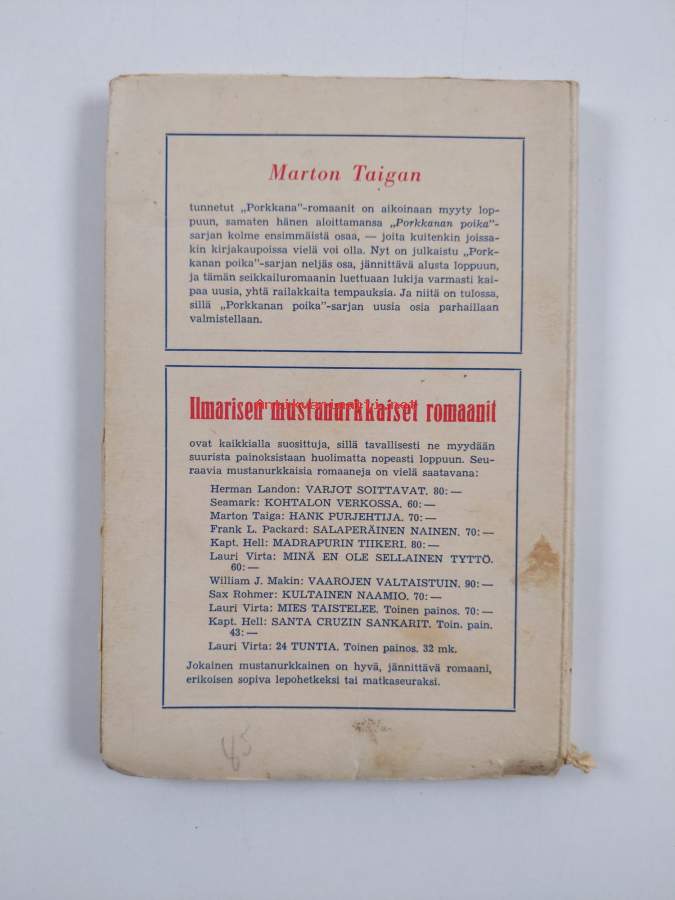 Marton Taigan
tunnetut „Porkkana"-romaanit on aikoinaan myyty lop-
puun, samaten hänen aloittamansa „Porkkanan poika"-
sarjan kolme ensimmäistä osaa, — joita kuitenkin joissa-
kin kirjakaupoissa vielä voi olla. Nyt on julkaistu „Pork-
kanan poika"-sarjan neljäs osa, jännittävä alusta loppuun,
ja tämän seikkailuromaanin luettuaan lukija varmasti kai-
paa uusia, yhtä railakkaita tempauksia. Ja niitä on tulossa,
sillä „Porkkanan poika"-sarjan uusia osia parhaillaan
valmistellaan.
Ilmarisen mustanurkkaiset romaanit
ovat kaikkialla suosittuja, sillä tavallisesti ne myydään
suurista painoksistaan huolimatta nopeasti loppuun. Seu-
raavia mustanurkkaisia romaaneja on vielä saatavana:
Herman Landon: VARJOT SOITTAVAT. 80: —
Seamark: KOHTALON VERKOSSA. 60: —
Marton Taiga: HANK PURJEHTIJA. 70: —
Frank L. Packard: SALAPERÄINEN NAINEN. 70: —
Kapt. Hell: MADRAPURIN TIIKERI. 80: —
Lauri Virta: MINÄ EN OLE SELLAINEN TYTTÖ.
60: —
William J. Makin: VAAROJEN VALTAISTUIN. 90: —
Sax Rohmer: KULTAINEN NAAMIO. 70: —
Lauri Virta: MIES TAISTELEE. Toinen painos. 70: —
Kapt. Hell: SANTA CRUZIN SANKARIT. Toin. pain.
43: —
Lauri Virta: 24 TUNTIA. Toinen painos. 32 mk.
Jokainen mustanurkkainen on hyvä, jännittävä romaani,
erikoisen sopiva lepohetkeksi tai matkaseuraksi.